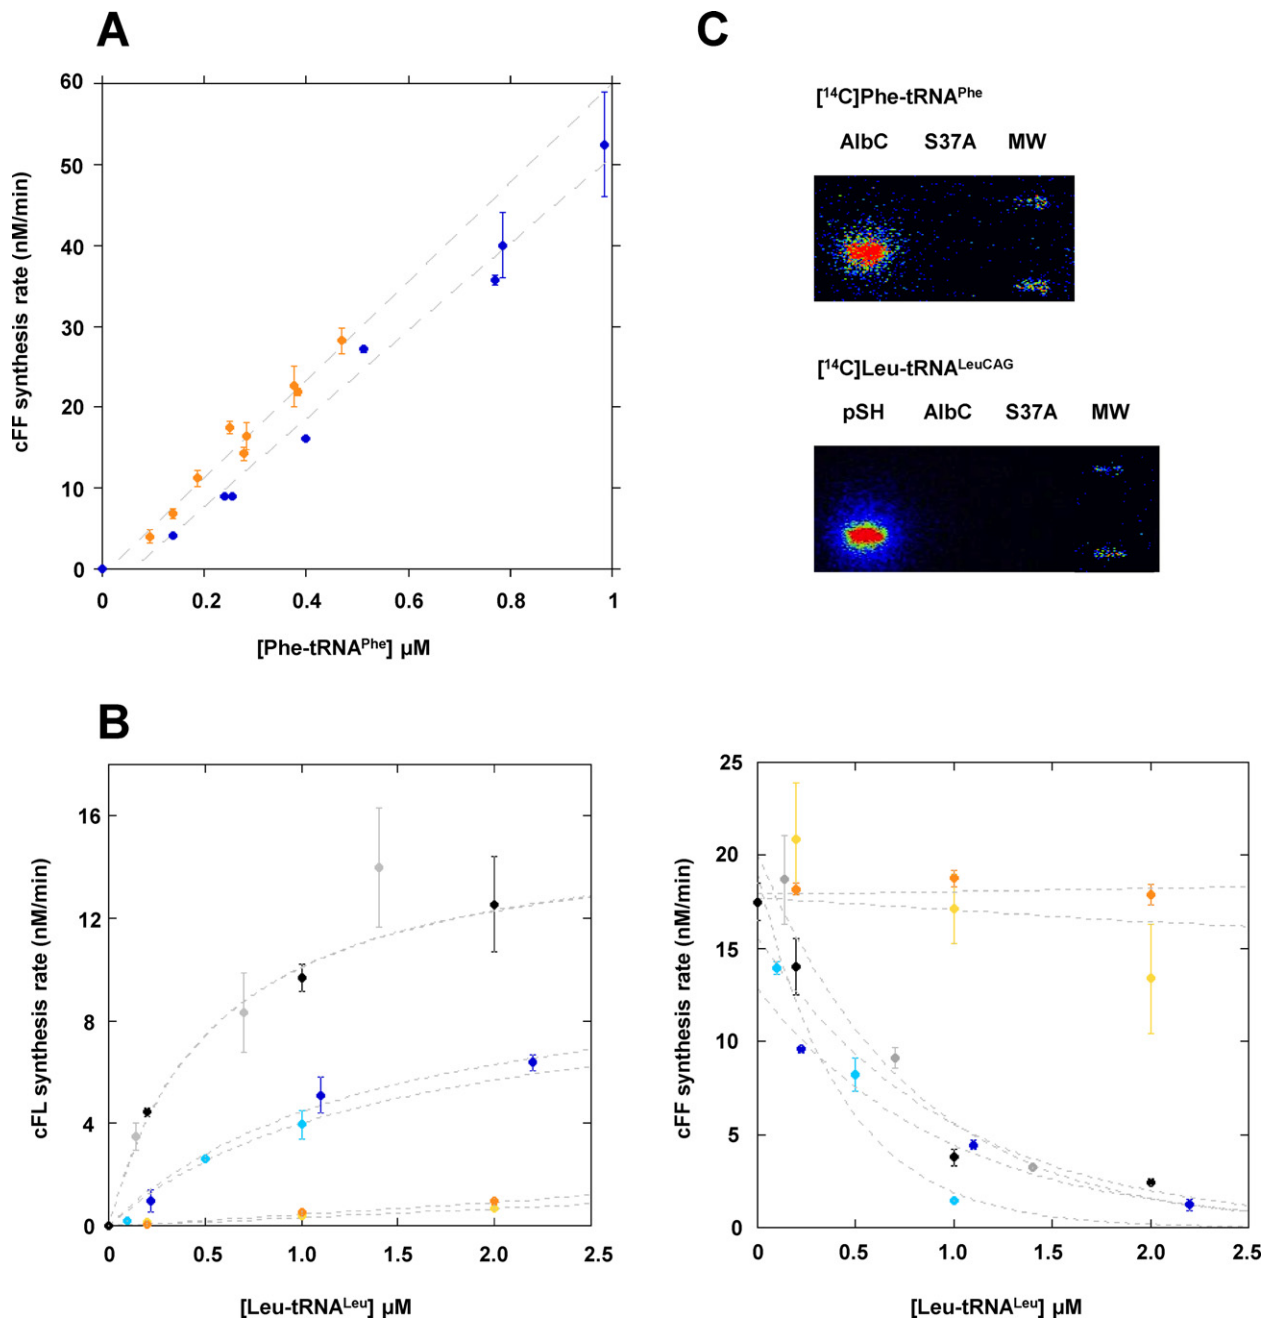 A
C
60
50
40
30
20
10
0
0 0.2 0.4 0.6 0.8 1
cFF synthesis rate (nM/min)
[Phe-tRNAPhe] µM
[14C]Phe-tRNAPhe
AlbC S37A MW
[14C]Leu-tRNALeuCAG
pSH AlbC S37A MW
B
16
12
8
4
0
0 0.5 1.0 1.5 2.0 2.5
cFL synthesis rate (nM/min)
[Leu-tRNALeu] µM
25
20
15
10
5
0
0 0.5 1.0 1.5 2.0 2.5
cFF synthesis rate (nM/min)
[Leu-tRNALeu] µM